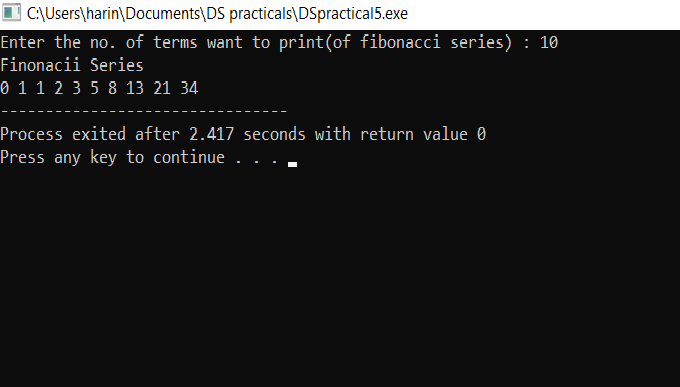 C:\Users\harin\Documents\DS practicals\DSpractical5.exe
Enter the no. of terms want to print(of fibonacci series) : 10
Finonacii Series
0 1 1 2 3 5 8 13 21 34
--------------------------------
Process exited after 2.417 seconds with return value 0
Press any key to continue . . .